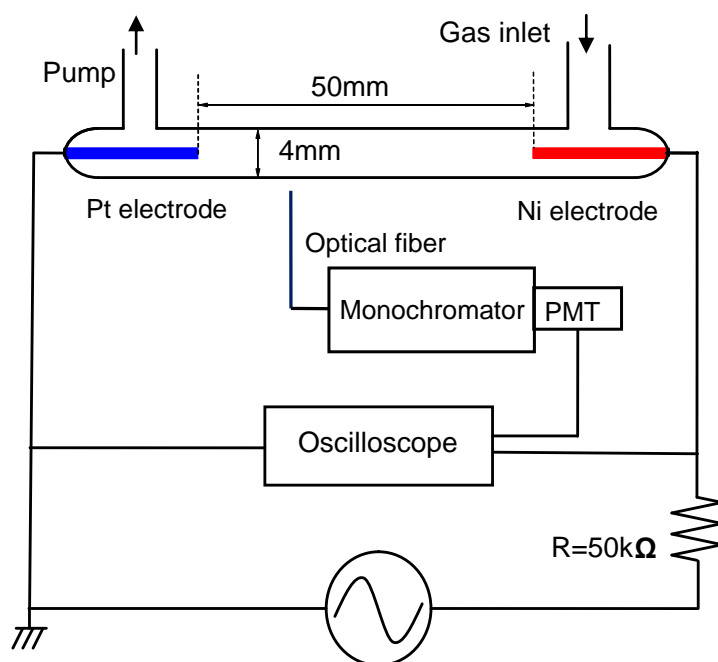 Gas inlet
Pump
50mm
4mm
Pt electrode
Ni electrode
Optical fiber
Monochromator
PMT
Oscilloscope
R=50kΩ